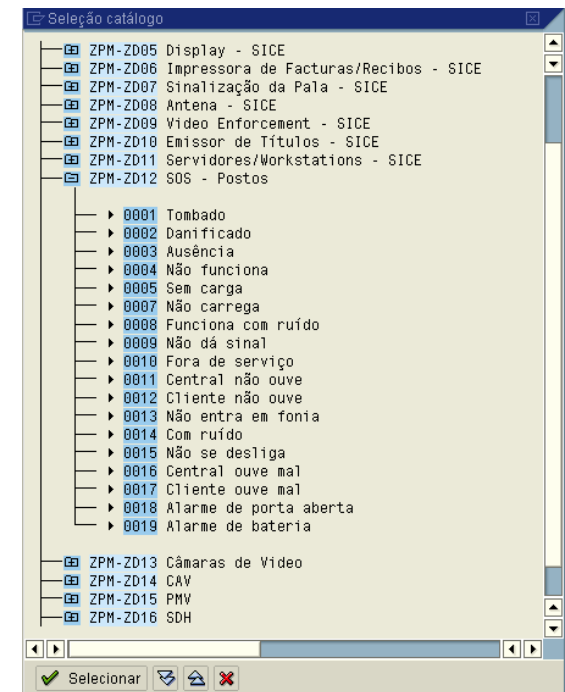 Seleção catálogo
ZPM-ZD05 Display - SICE
ZPM-ZD06 Impressora de Facturas/Recibos - SICE
ZPM-ZD07 Sinalização da Pala - SICE
ZPM-ZD08 Antena - SICE
ZPM-ZD09 Video Enforcement - SICE
ZPM-ZD10 Emissor de Títulos - SICE
ZPM-ZD11 Servidores/Workstations - SICE
ZPM-ZD12 SOS - Postos
0001 Tombado
0002 Danificado
0003 Ausência
0004 Não funciona
0005 Sem carga
0007 Não carrega
0008 Funciona com ruído
0009 Não dá sinal
0010 Fora de serviço
0011 Central não ouve
0012 Cliente não ouve
0013 Não entra em fonia
0014 Com ruído
0015 Não se desliga
0016 Central ouve mal
0017 Cliente ouve mal
0018 Alarme de porta aberta
0019 Alarme de bateria
ZPM-ZD13 Câmaras de Video
ZPM-ZD14 CAV
ZPM-ZD15 PMV
ZPM-ZD16 SDH
Selecionar